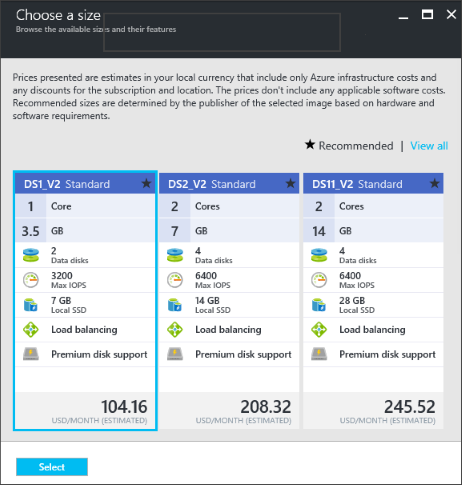 Choose a size
Browse the available sizes and their features
Prices presented are estimates in your local currency that include only Azure infrastructure costs and
any discounts for the subscription and location. The prices don't include any applicable software costs.
Recommended sizes are determined by the publisher of the selected image based on hardware and
software requirements.
★ Recommended | View all
DS1_V2 Standard ★
1 Core
3.5 GB
2
Data disks
3200
Max IOPS
7 GB
Local SSD
Load balancing
Premium disk support
104.16
USD/MONTH (ESTIMATED)
DS2_V2 Standard ★
2 Cores
7 GB
4
Data disks
6400
Max IOPS
14 GB
Local SSD
Load balancing
Premium disk support
208.32
USD/MONTH (ESTIMATED)
DS11_V2 Standard ★
2 Cores
14 GB
4
Data disks
6400
Max IOPS
28 GB
Local SSD
Load balancing
Premium disk support
245.52
USD/MONTH (ESTIMATED)
Select